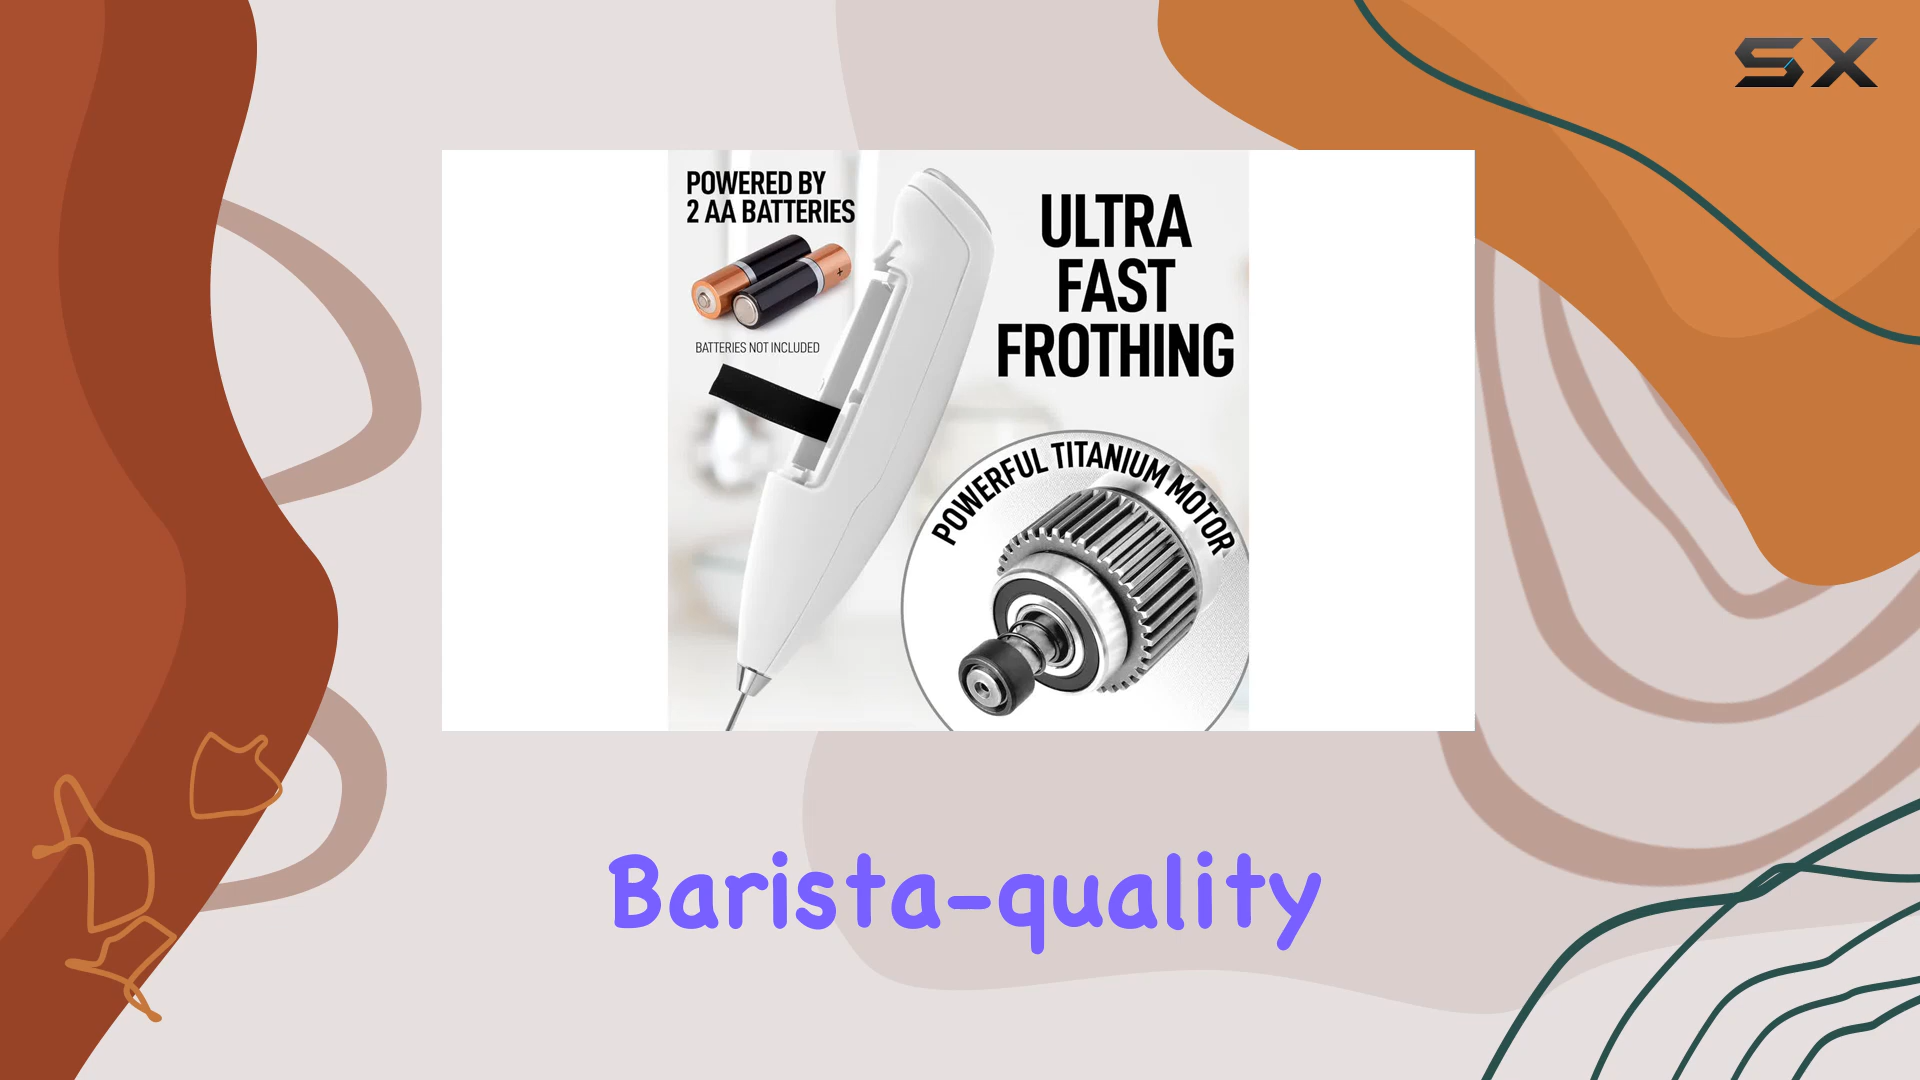 SX
POWERED BY
2 AA BATTERIES
BATTERIES NOT INCLUDED
ULTRA
FAST
FROTHING
POWERFUL TITANIUM MOTOR
Barista-quality